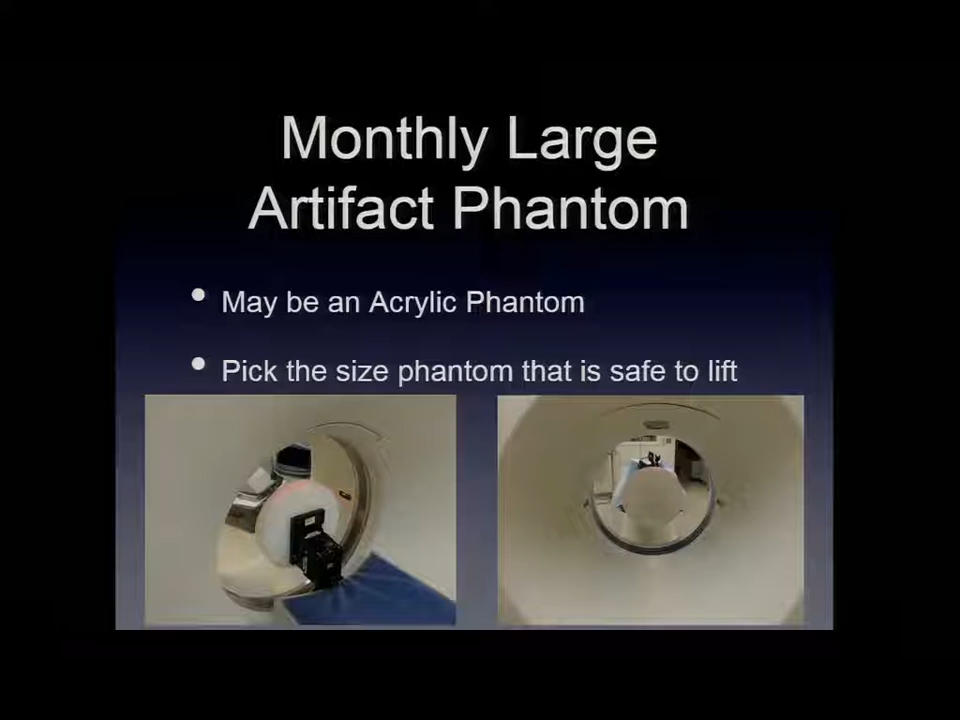 Monthly Large
Artifact Phantom
• May be an Acrylic Phantom
• Pick the size phantom that is safe to lift